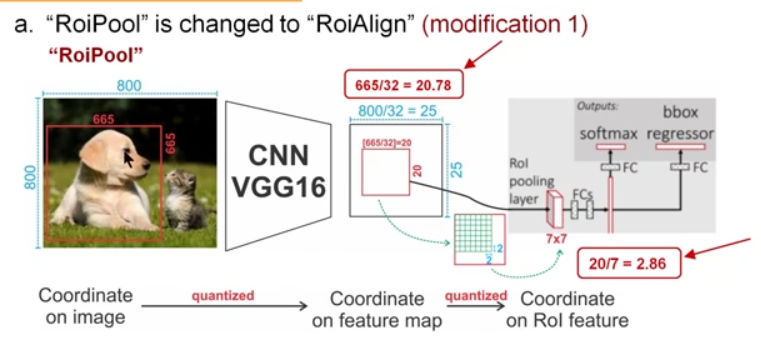 a. “RoiPool” is changed to “RoiAlign” (modification 1)
“RoiPool”
800
665
665
800
CNN
VGG16
665/32 = 20.78
800/32 = 25
[665/32]=20
20
25
2
2
RoI
pooling
layer
7x7
FCs
Outputs:
softmax
bbox
regressor
FC
FC
20/7 = 2.86
Coordinate
on image
quantized
Coordinate
on feature map
quantized
Coordinate
on RoI feature